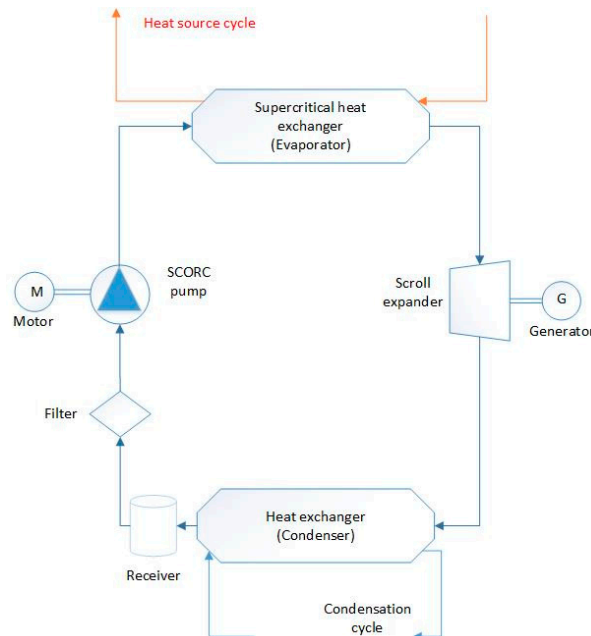 Heat source cycle
Supercritical heat
exchanger
(Evaporator)
SCORC
pump
M
Motor
Scroll
expander
G
Generator
Filter
Heat exchanger
(Condenser)
Receiver
Condensation
cycle